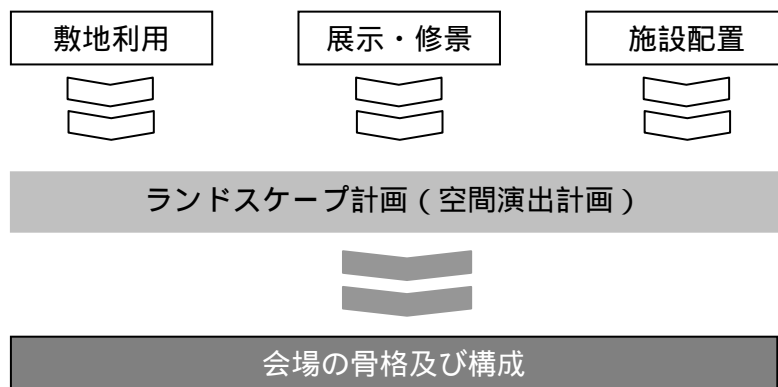 敷地利用
展示・修景
施設配置
ランドスケープ計画(空間演出計画)
会場の骨格及び構成